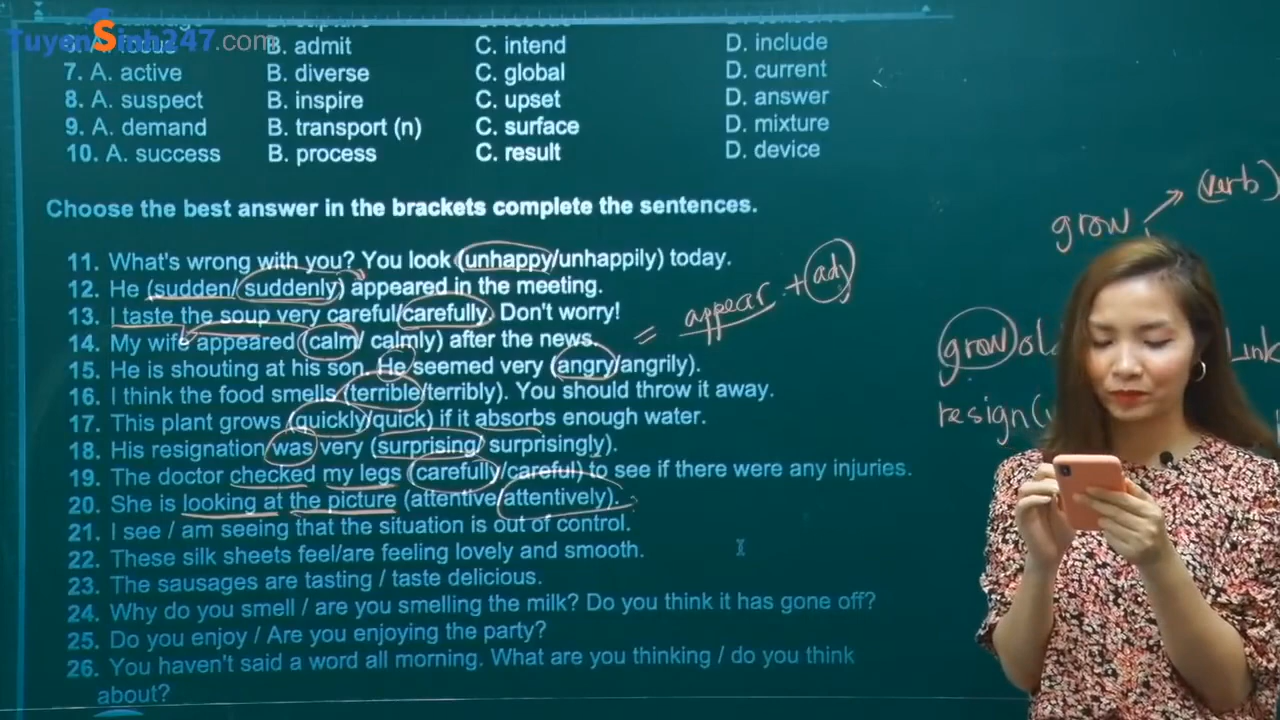 TuyenSinh247.com
B. admit C. intend D. include
7. A. active B. diverse C. global D. current
8. A. suspect B. inspire C. upset D. answer
9. A. demand B. transport (n) C. surface D. mixture
10. A. success B. process C. result D. device
Choose the best answer in the brackets complete the sentences.
11. What's wrong with you? You look (unhappy/unhappily) today.
12. He (sudden/ suddenly) appeared in the meeting.
13. I taste the soup very careful/carefully. Don't worry!
14. My wife appeared (calm/ calmly) after the news.
15. He is shouting at his son. He seemed very (angry/angrily).
16. I think the food smells (terrible/terribly). You should throw it away.
17. This plant grows (quickly/quick) if it absorbs enough water.
18. His resignation was very (surprising/ surprisingly).
19. The doctor checked my legs (carefully/careful) to see if there were any injuries.
20. She is looking at the picture (attentive/attentively).
21. I see / am seeing that the situation is out of control.
22. These silk sheets feel/are feeling lovely and smooth.
23. The sausages are tasting / taste delicious.
24. Why do you smell / are you smelling the milk? Do you think it has gone off?
25. Do you enjoy / Are you enjoying the party?
26. You haven't said a word all morning. What are you thinking / do you think
about?
= appear + adj
grow (verb)
grow
resign(